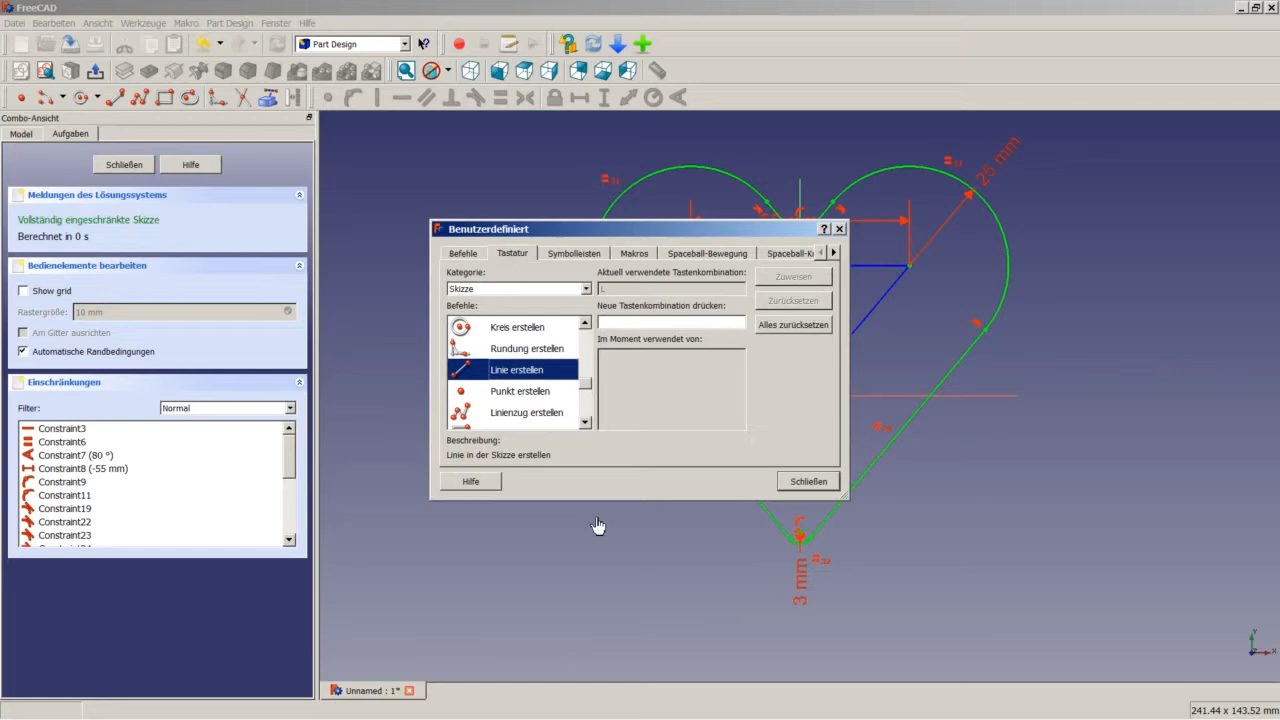 FreeCAD
Datei Bearbeiten Ansicht Werkzeuge Makro Part Design Fenster Hilfe
Part Design
Combo-Ansicht
Model Aufgaben
Schließen Hilfe
Meldungen des Lösungssystems
Vollständig eingeschränkte Skizze
Berechnet in 0 s
Bedienelemente bearbeiten
Show grid
Rastergröße: 10 mm
Am Gitter ausrichten
Automatische Randbedingungen
Einschränkungen
Filter: Normal
Constraint3
Constraint6
Constraint7 (80 °)
Constraint8 (-55 mm)
Constraint9
Constraint11
Constraint19
Constraint22
Constraint23
25 mm
Benutzerdefiniert
Befehle Tastatur Symbolleisten Makros Spaceball-Bewegung
Kategorie:
Skizze
Befehle:
Kreis erstellen
Rundung erstellen
Linie erstellen
Punkt erstellen
Linienzug erstellen
Beschreibung:
Linie in der Skizze erstellen
Aktuell verwendete Tastenkombination:
L
Neue Tastenkombination drücken:
Im Moment verwendet von:
Zuweisen
Zurücksetzen
Alles zurücksetzen
Hilfe Schließen
3 mm
Y
X
Unnamed : 1*
241.44 x 143.52 mm